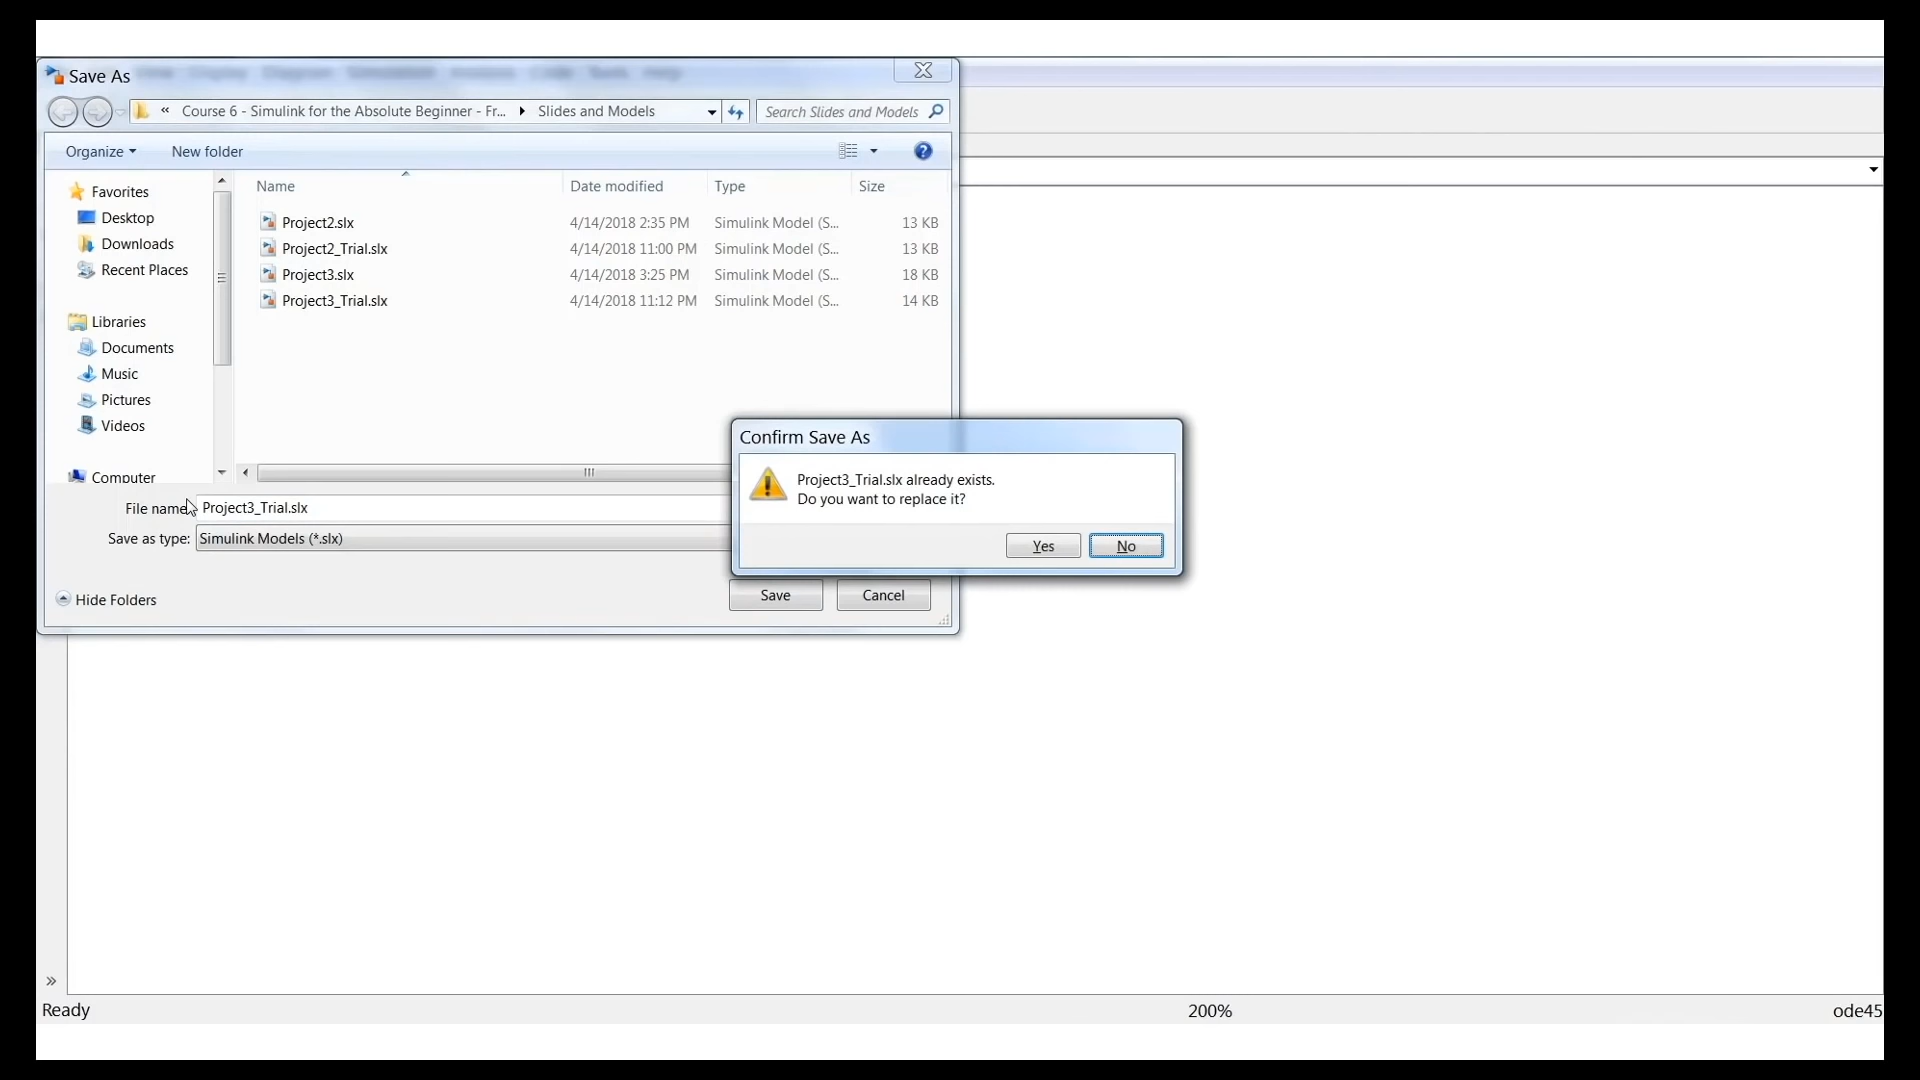 Save As
« Course 6 - Simulink for the Absolute Beginner - Fr... Slides and Models Search Slides and Models
Organize New folder
Name Date modified Type Size
Favorites
Desktop
Downloads
Recent Places
Libraries
Documents
Music
Pictures
Videos
Computer
Project2.slx 4/14/2018 2:35 PM Simulink Model (S... 13 KB
Project2_Trial.slx 4/14/2018 11:00 PM Simulink Model (S... 13 KB
Project3.slx 4/14/2018 3:25 PM Simulink Model (S... 18 KB
Project3_Trial.slx 4/14/2018 11:12 PM Simulink Model (S... 14 KB
File name Project3_Trial.slx
Save as type: Simulink Models (*.slx)
Hide Folders
Save Cancel
Confirm Save As
Project3_Trial.slx already exists.
Do you want to replace it?
Yes No
»
Ready 200% ode45